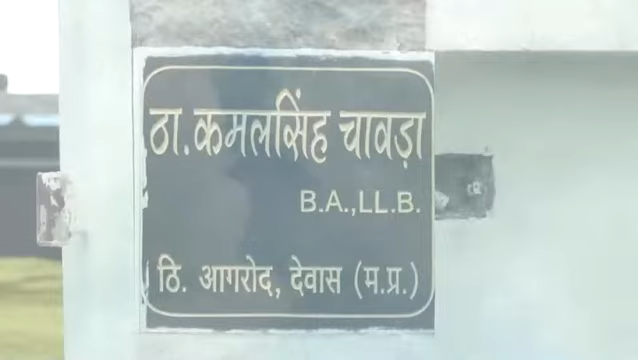 ठा. कमलसिंह चावड़ा
B.A.,LL.B.
ठि. आगरोद, देवास (म.प्र.)